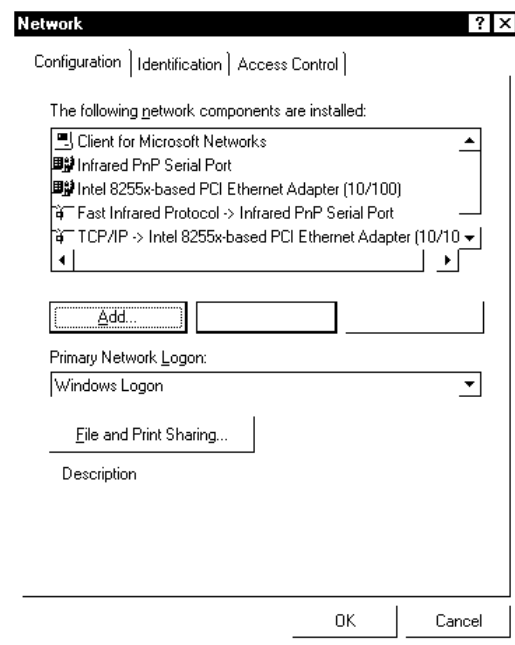 Network
Configuration Identification Access Control
The following network components are installed:
Client for Microsoft Networks
Infrared PnP Serial Port
Intel 8255x-based PCI Ethernet Adapter (10/100)
Fast Infrared Protocol -> Infrared PnP Serial Port
TCP/IP -> Intel 8255x-based PCI Ethernet Adapter (10/10
Add...
Primary Network Logon:
Windows Logon
File and Print Sharing...
Description
OK Cancel